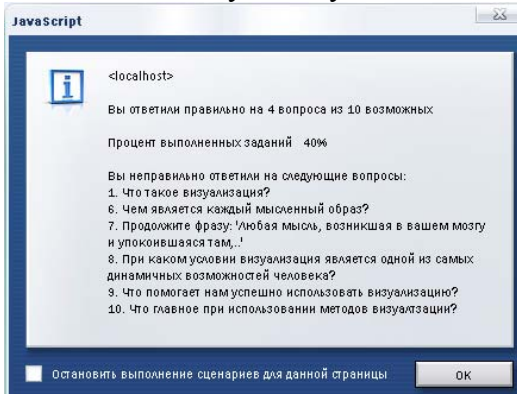 JavaScript
<localhost>
Вы ответили правильно на 4 вопроса из 10 возможных
Процент выполненных заданий 40%
Вы неправильно ответили на следующие вопросы:
1. Что такое визуализация?
6. Чем является каждый мысленный образ?
7. Продолжите фразу: 'Любая мысль, возникшая в вашем мозгу
и упокоившаяся там,..'
8. При каком условии визуализация является одной из самых
динамичных возможностей человека?
9. Что помогает нам успешно использовать визуализацию?
10. Что главное при использовании методов визуалтзации?
Остановить выполнение сценариев для данной страницы
OK